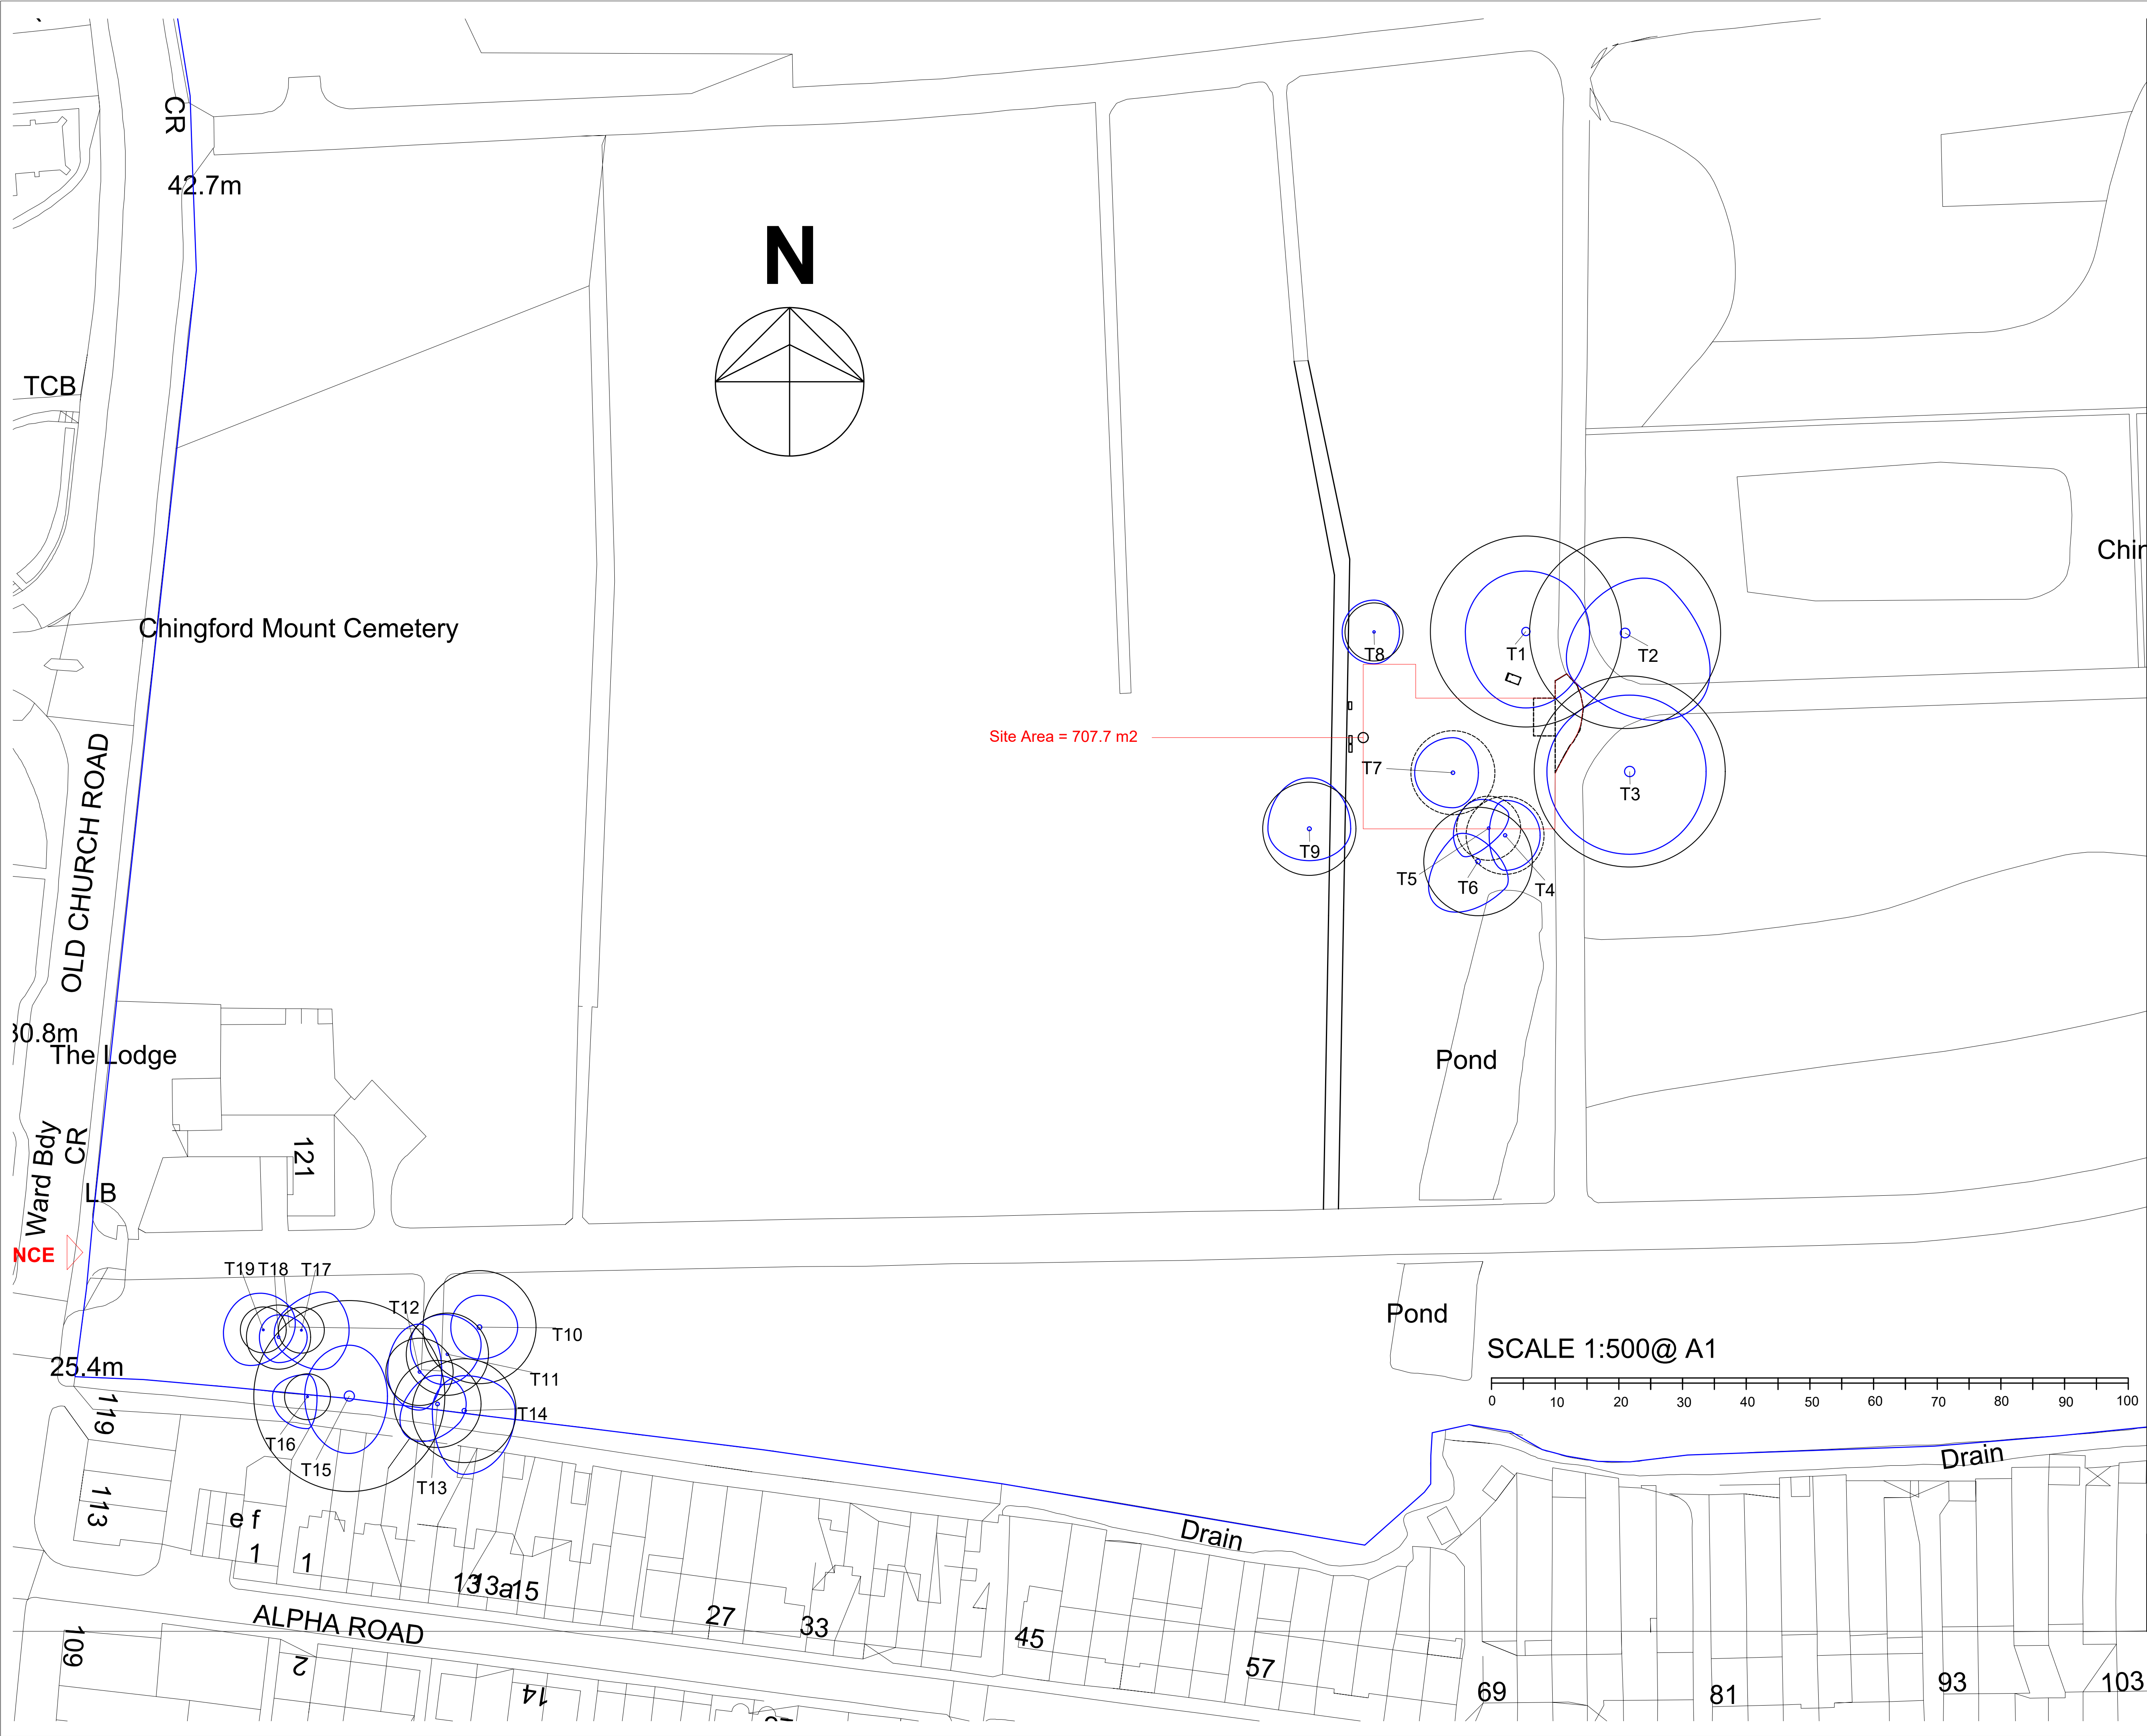 CR
42.7m
N
TCB
Chingford Mount Cemetery
T8
T1
T2
Site Area = 707.7 m2
T7
T3
T9
T5
T6
T4
OLD CHURCH ROAD
The Lodge
Pond
Ward Bdy
CR
121
LB
NCE
T19
T18
T17
T12
T10
T11
T14
T16
T15
T13
25.4m
Pond
SCALE 1:500@ A1
0 10 20 30 40 50 60 70 80 90 100
119
113
e f
1
1
13
13a
15
27
33
45
57
69
81
93
103
Drain
Drain
ALPHA ROAD
109
2
14